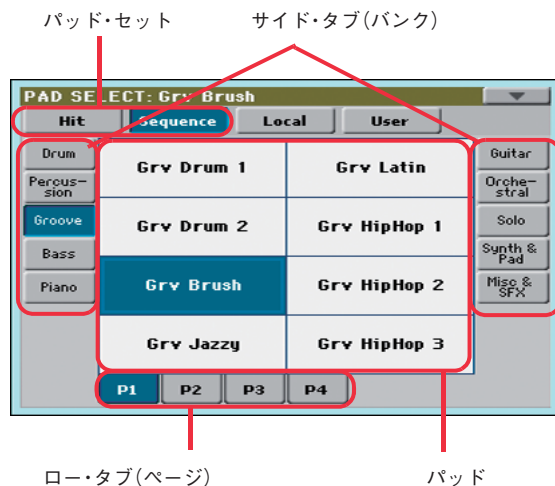 パッド・セット
サイド・タブ(バンク)
PAD SELECT: Grv Brush
Hit Sequence Local User
Drum
Percus-
sion
Groove
Bass
Piano
Grv Drum 1 Grv Latin
Grv Drum 2 Grv HipHop 1
Grv Brush Grv HipHop 2
Grv Jazzy Grv HipHop 3
Guitar
Orche-
stral
Solo
Synth &
Pad
Misc &
SFX
P1 P2 P3 P4
ロー・タブ(ページ)
パッド